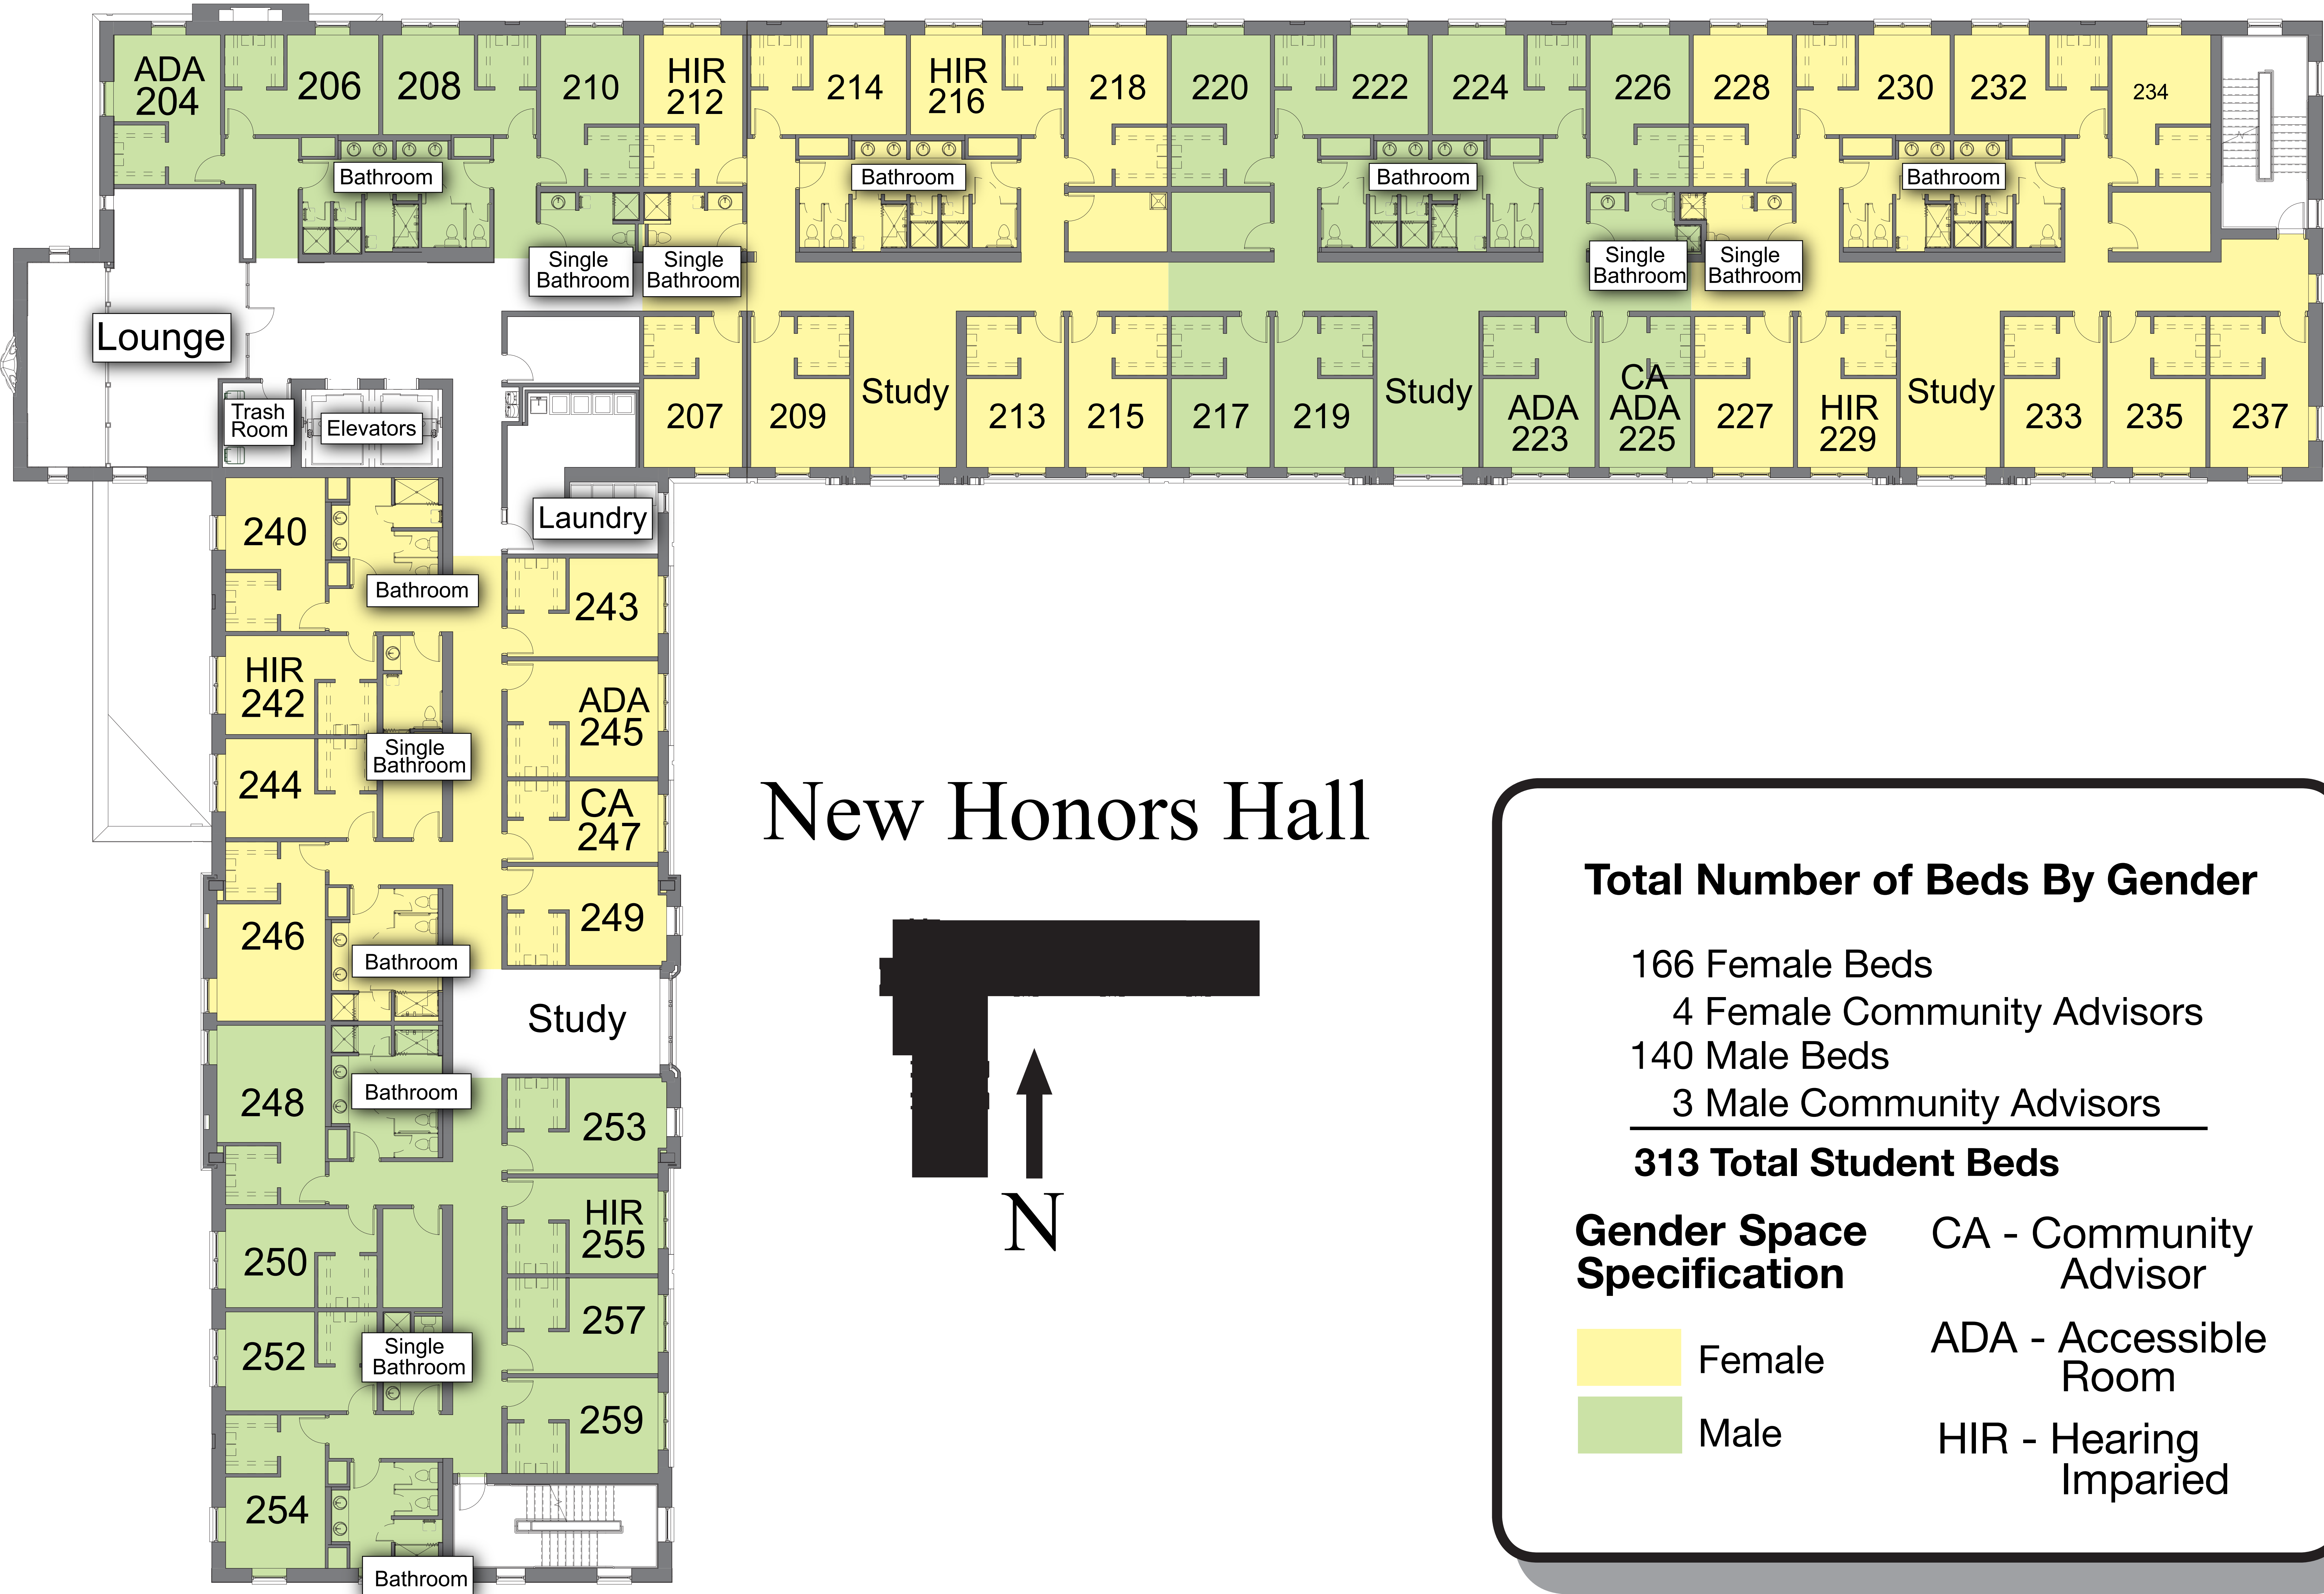 ADA
204
206
208
210
HIR
212
214
HIR
216
218
220
222
224
226
228
230
232
234
Bathroom
Bathroom
Bathroom
Bathroom
Single
Bathroom
Single
Bathroom
Single
Bathroom
Single
Bathroom
Lounge
Trash
Room
Elevators
207
209
Study
213
215
217
219
Study
ADA
223
CA
ADA
225
227
HIR
229
Study
233
235
237
Laundry
240
Bathroom
243
HIR
242
ADA
245
Single
Bathroom
244
CA
247
246
249
Bathroom
Study
248
Bathroom
253
250
HIR
255
252
Single
Bathroom
257
259
254
Bathroom
New Honors Hall
N
Total Number of Beds By Gender
166 Female Beds
4 Female Community Advisors
140 Male Beds
3 Male Community Advisors
313 Total Student Beds
Gender Space
Specification
Female
Male
CA - Community
Advisor
ADA - Accessible
Room
HIR - Hearing
Imparied